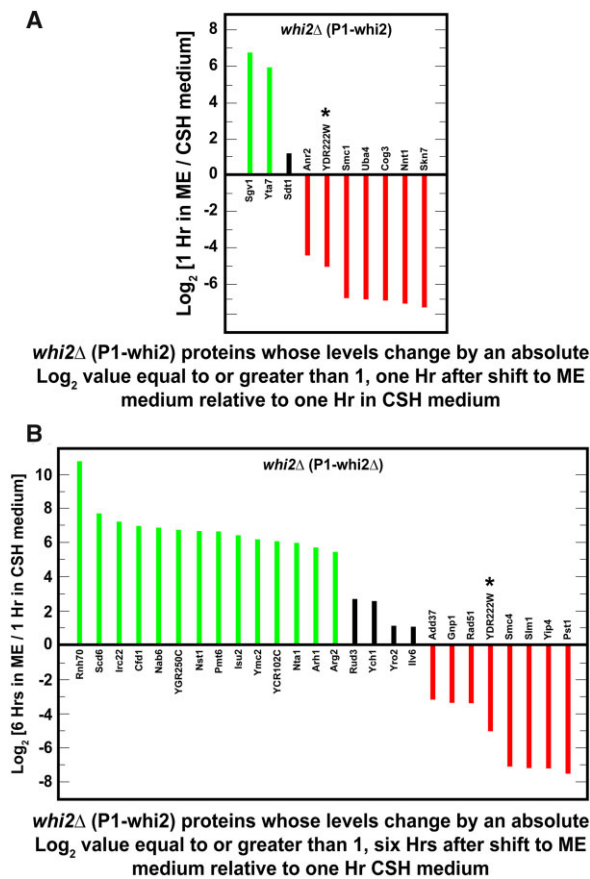 A
whi2Δ (P1-whi2)
Log2 [1 Hr in ME / CSH medium]
8
6
4
2
0
-2
-4
-6
Sgv1
Yta7
Sdt1
Anr2
YDR222W
*
Smc1
Uba4
Cog3
Nnt1
Skn7
whi2Δ (P1-whi2) proteins whose levels change by an absolute
Log2 value equal to or greater than 1, one Hr after shift to ME
medium relative to one Hr in CSH medium
B
whi2Δ (P1-whi2Δ)
Log2 [6 Hrs in ME / 1 Hr in CSH medium]
10
8
6
4
2
0
-2
-4
-6
-8
Rnh70
Scd6
Irc22
Cfd1
Nab6
YGR250C
Nst1
Pmt6
Isu2
Ymc2
YCR102C
Nta1
Arh1
Arg2
Rud3
Ych1
Yro2
Ilv6
Add37
Gnp1
Rad51
YDR222W
*
Smc4
Slm1
Yip4
Pst1
whi2Δ (P1-whi2) proteins whose levels change by an absolute
Log2 value equal to or greater than 1, six Hrs after shift to ME
medium relative to one Hr CSH medium